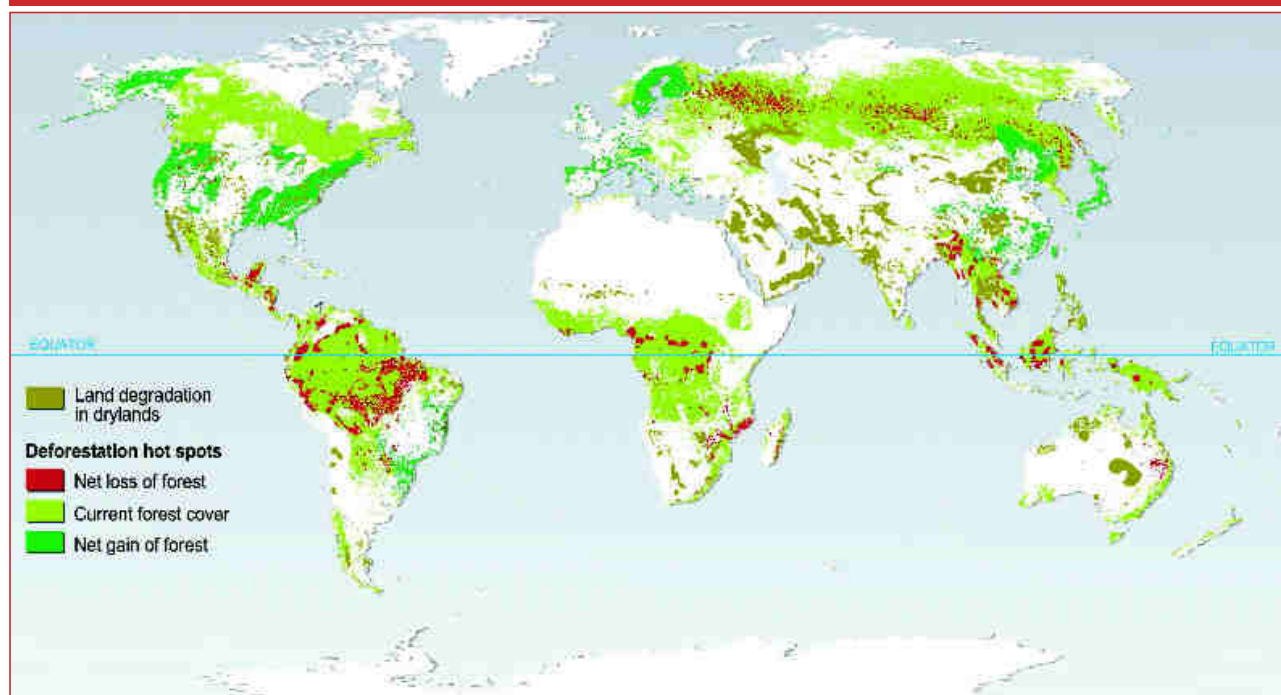 EQUATOR
EQUATOR
Land degradation
in drylands
Deforestation hot spots
Net loss of forest
Current forest cover
Net gain of forest